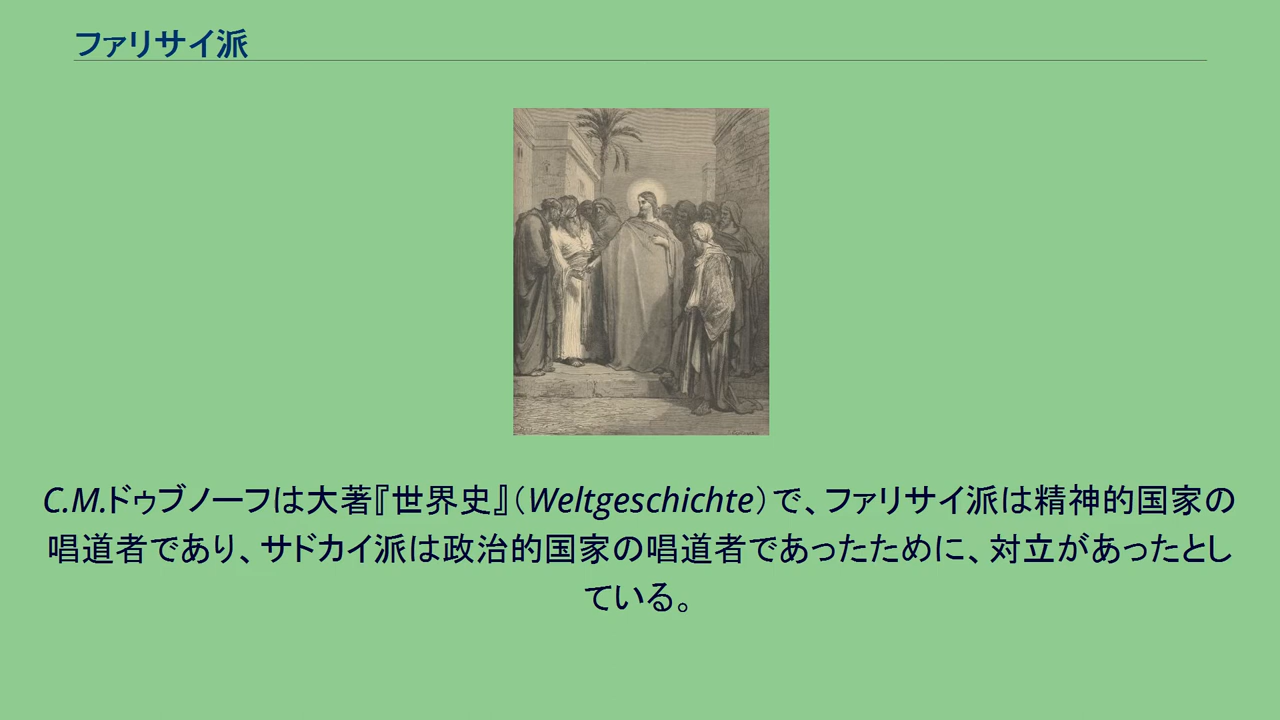 ファリサイ派
C.M.ドゥブノーフは大著『世界史』（Weltgeschichte）で、ファリサイ派は精神的国家の
唱道者であり、サドカイ派は政治的国家の唱道者であったために、対立があったとし
ている。